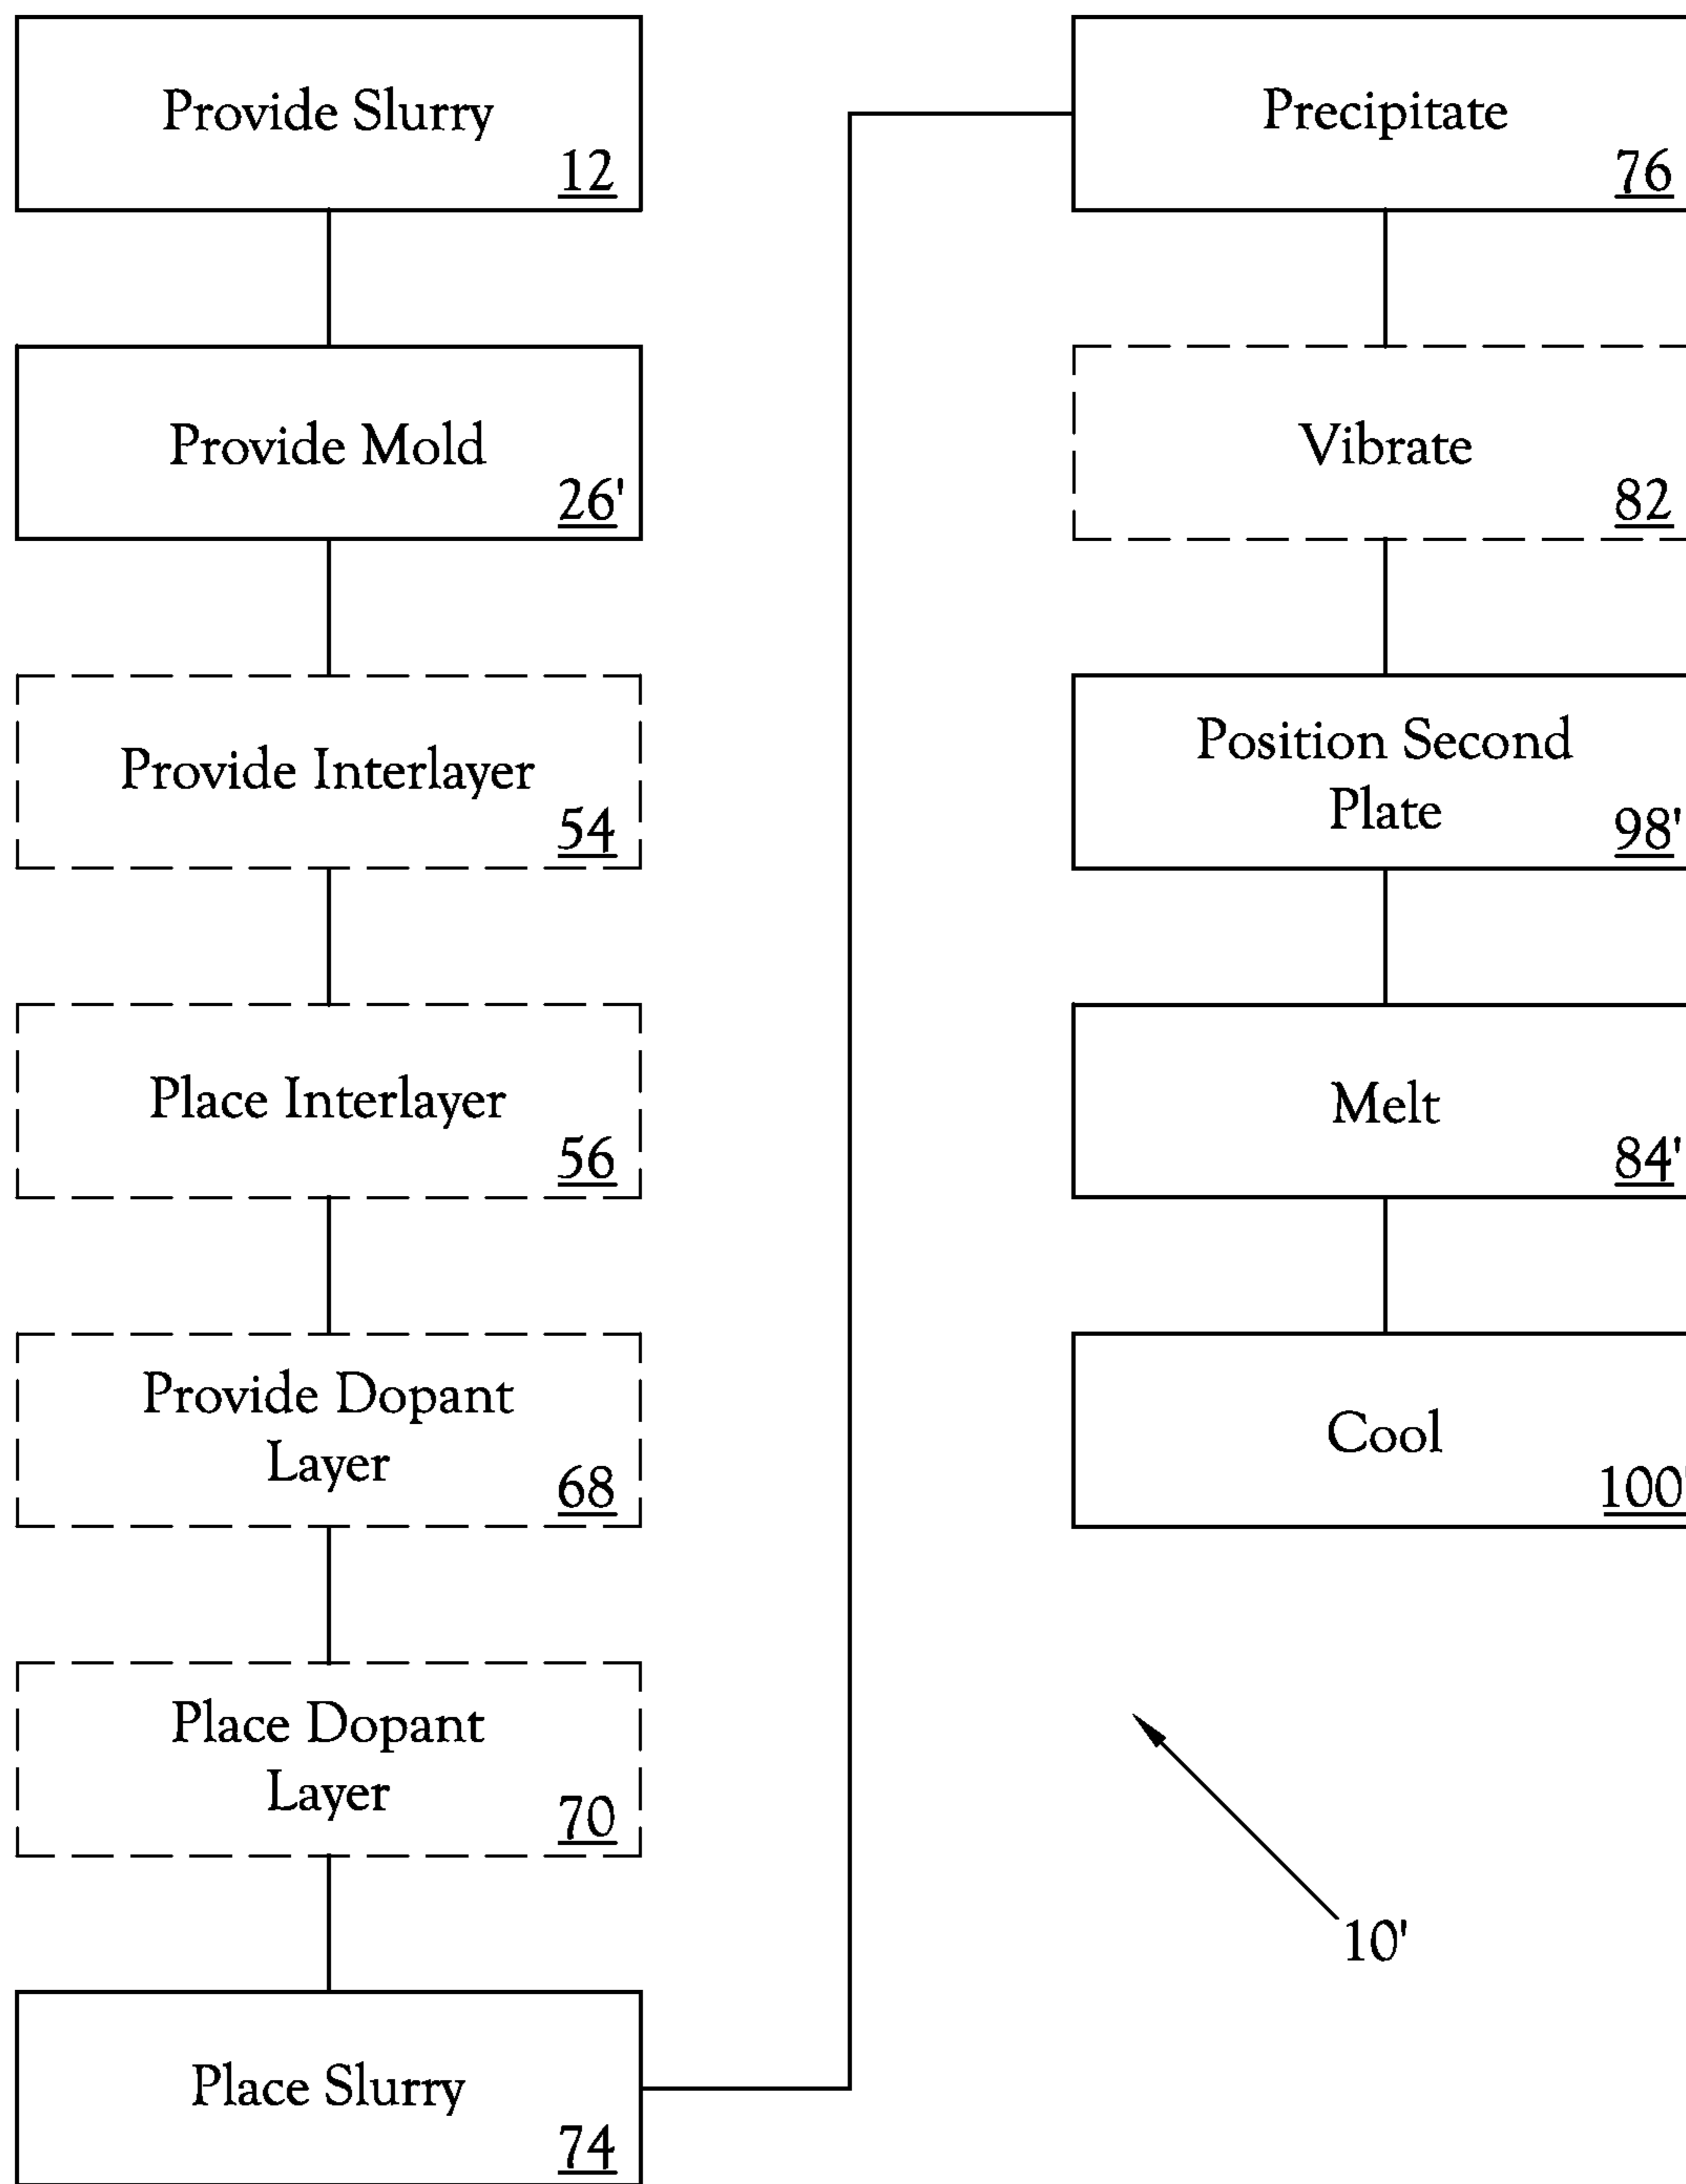 Provide Slurry
12
Provide Mold
26'
Provide Interlayer
54
Place Interlayer
56
Provide Dopant
Layer
68
Place Dopant
Layer
70
Place Slurry
74
Precipitate
76
Vibrate
82
Position Second
Plate
98'
Melt
84'
Cool
100'
10'